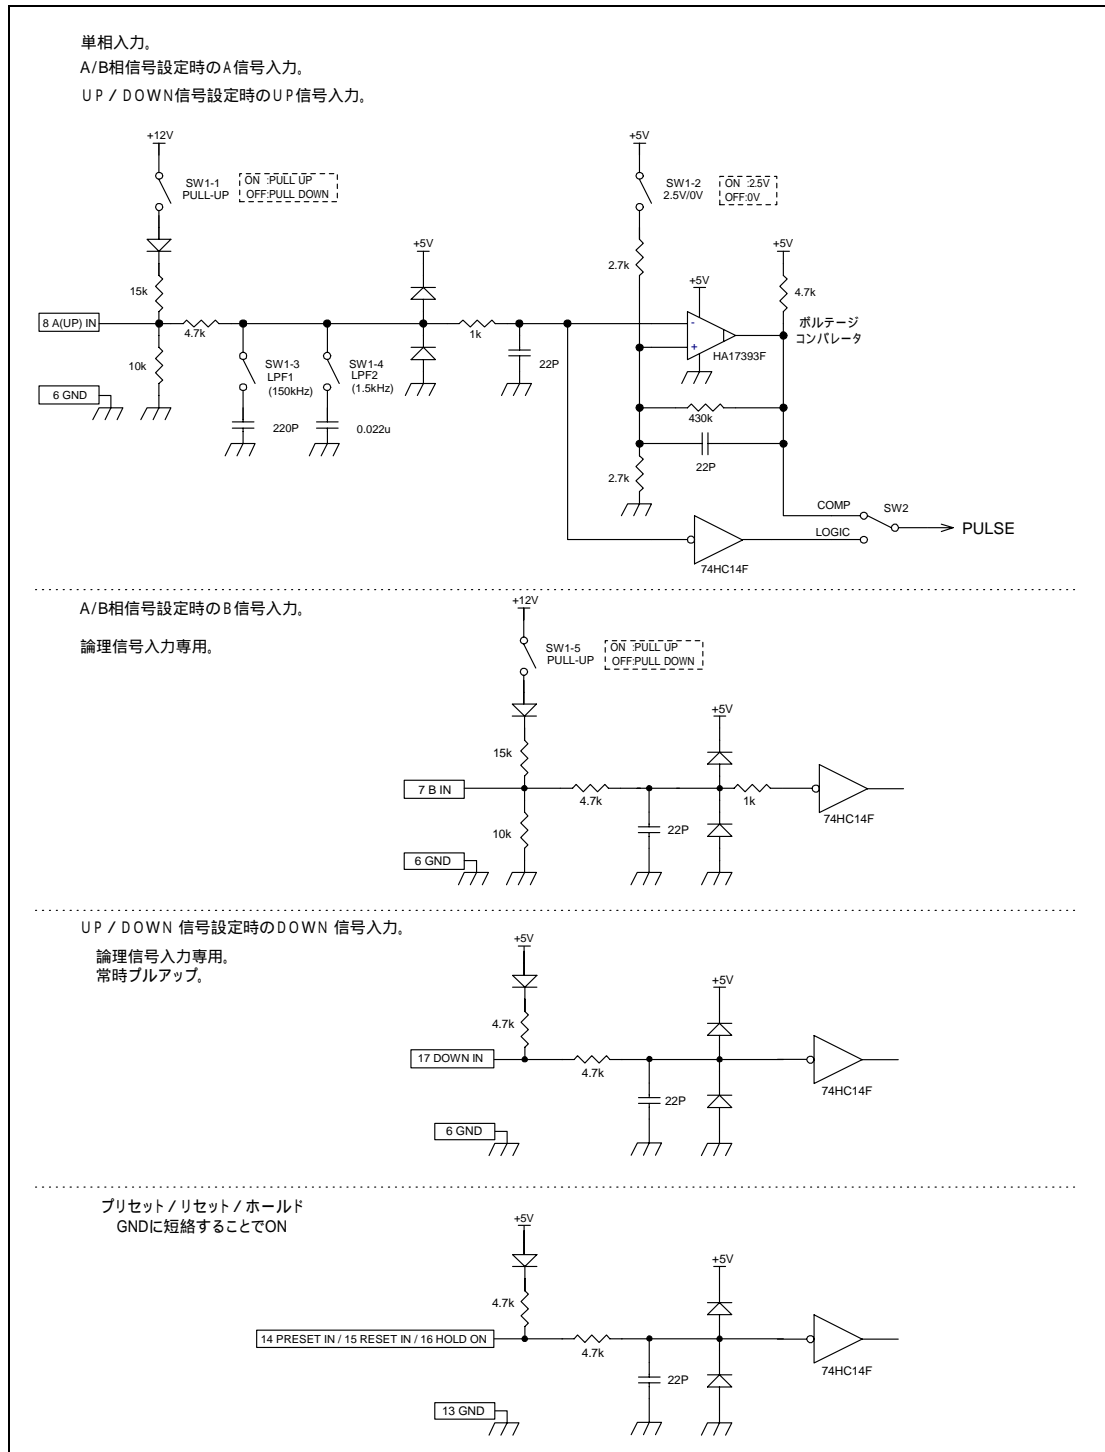 単相入力。
A/B相信号設定時のA信号入力。
UP/DOWN信号設定時のUP信号入力。
+12V
SW1-1
PULL-UP
ON :PULL UP
OFF:PULL DOWN
15k
8 A(UP) IN
4.7k
10k
6 GND
SW1-3
LPF1
(150kHz)
220P
SW1-4
LPF2
(1.5kHz)
0.022u
+5V
1k
22P
+5V
SW1-2
2.5V/0V
ON :2.5V
OFF:0V
2.7k
+5V
-
+
HA17393F
+5V
4.7k
ボルテージ
コンパレータ
430k
22P
2.7k
COMP
SW2
LOGIC
PULSE
74HC14F
A/B相信号設定時のB信号入力。
論理信号入力専用。
+12V
SW1-5
PULL-UP
ON :PULL UP
OFF:PULL DOWN
15k
+5V
7 B IN
4.7k
1k
10k
22P
74HC14F
6 GND
UP/DOWN 信号設定時のDOWN 信号入力。
論理信号入力専用。
常時プルアップ。
+5V
+5V
4.7k
17 DOWN IN
4.7k
22P
74HC14F
6 GND
プリセット/リセット/ホールド
GNDに短絡することでON
+5V
+5V
4.7k
14 PRESET IN / 15 RESET IN / 16 HOLD ON
4.7k
22P
74HC14F
13 GND